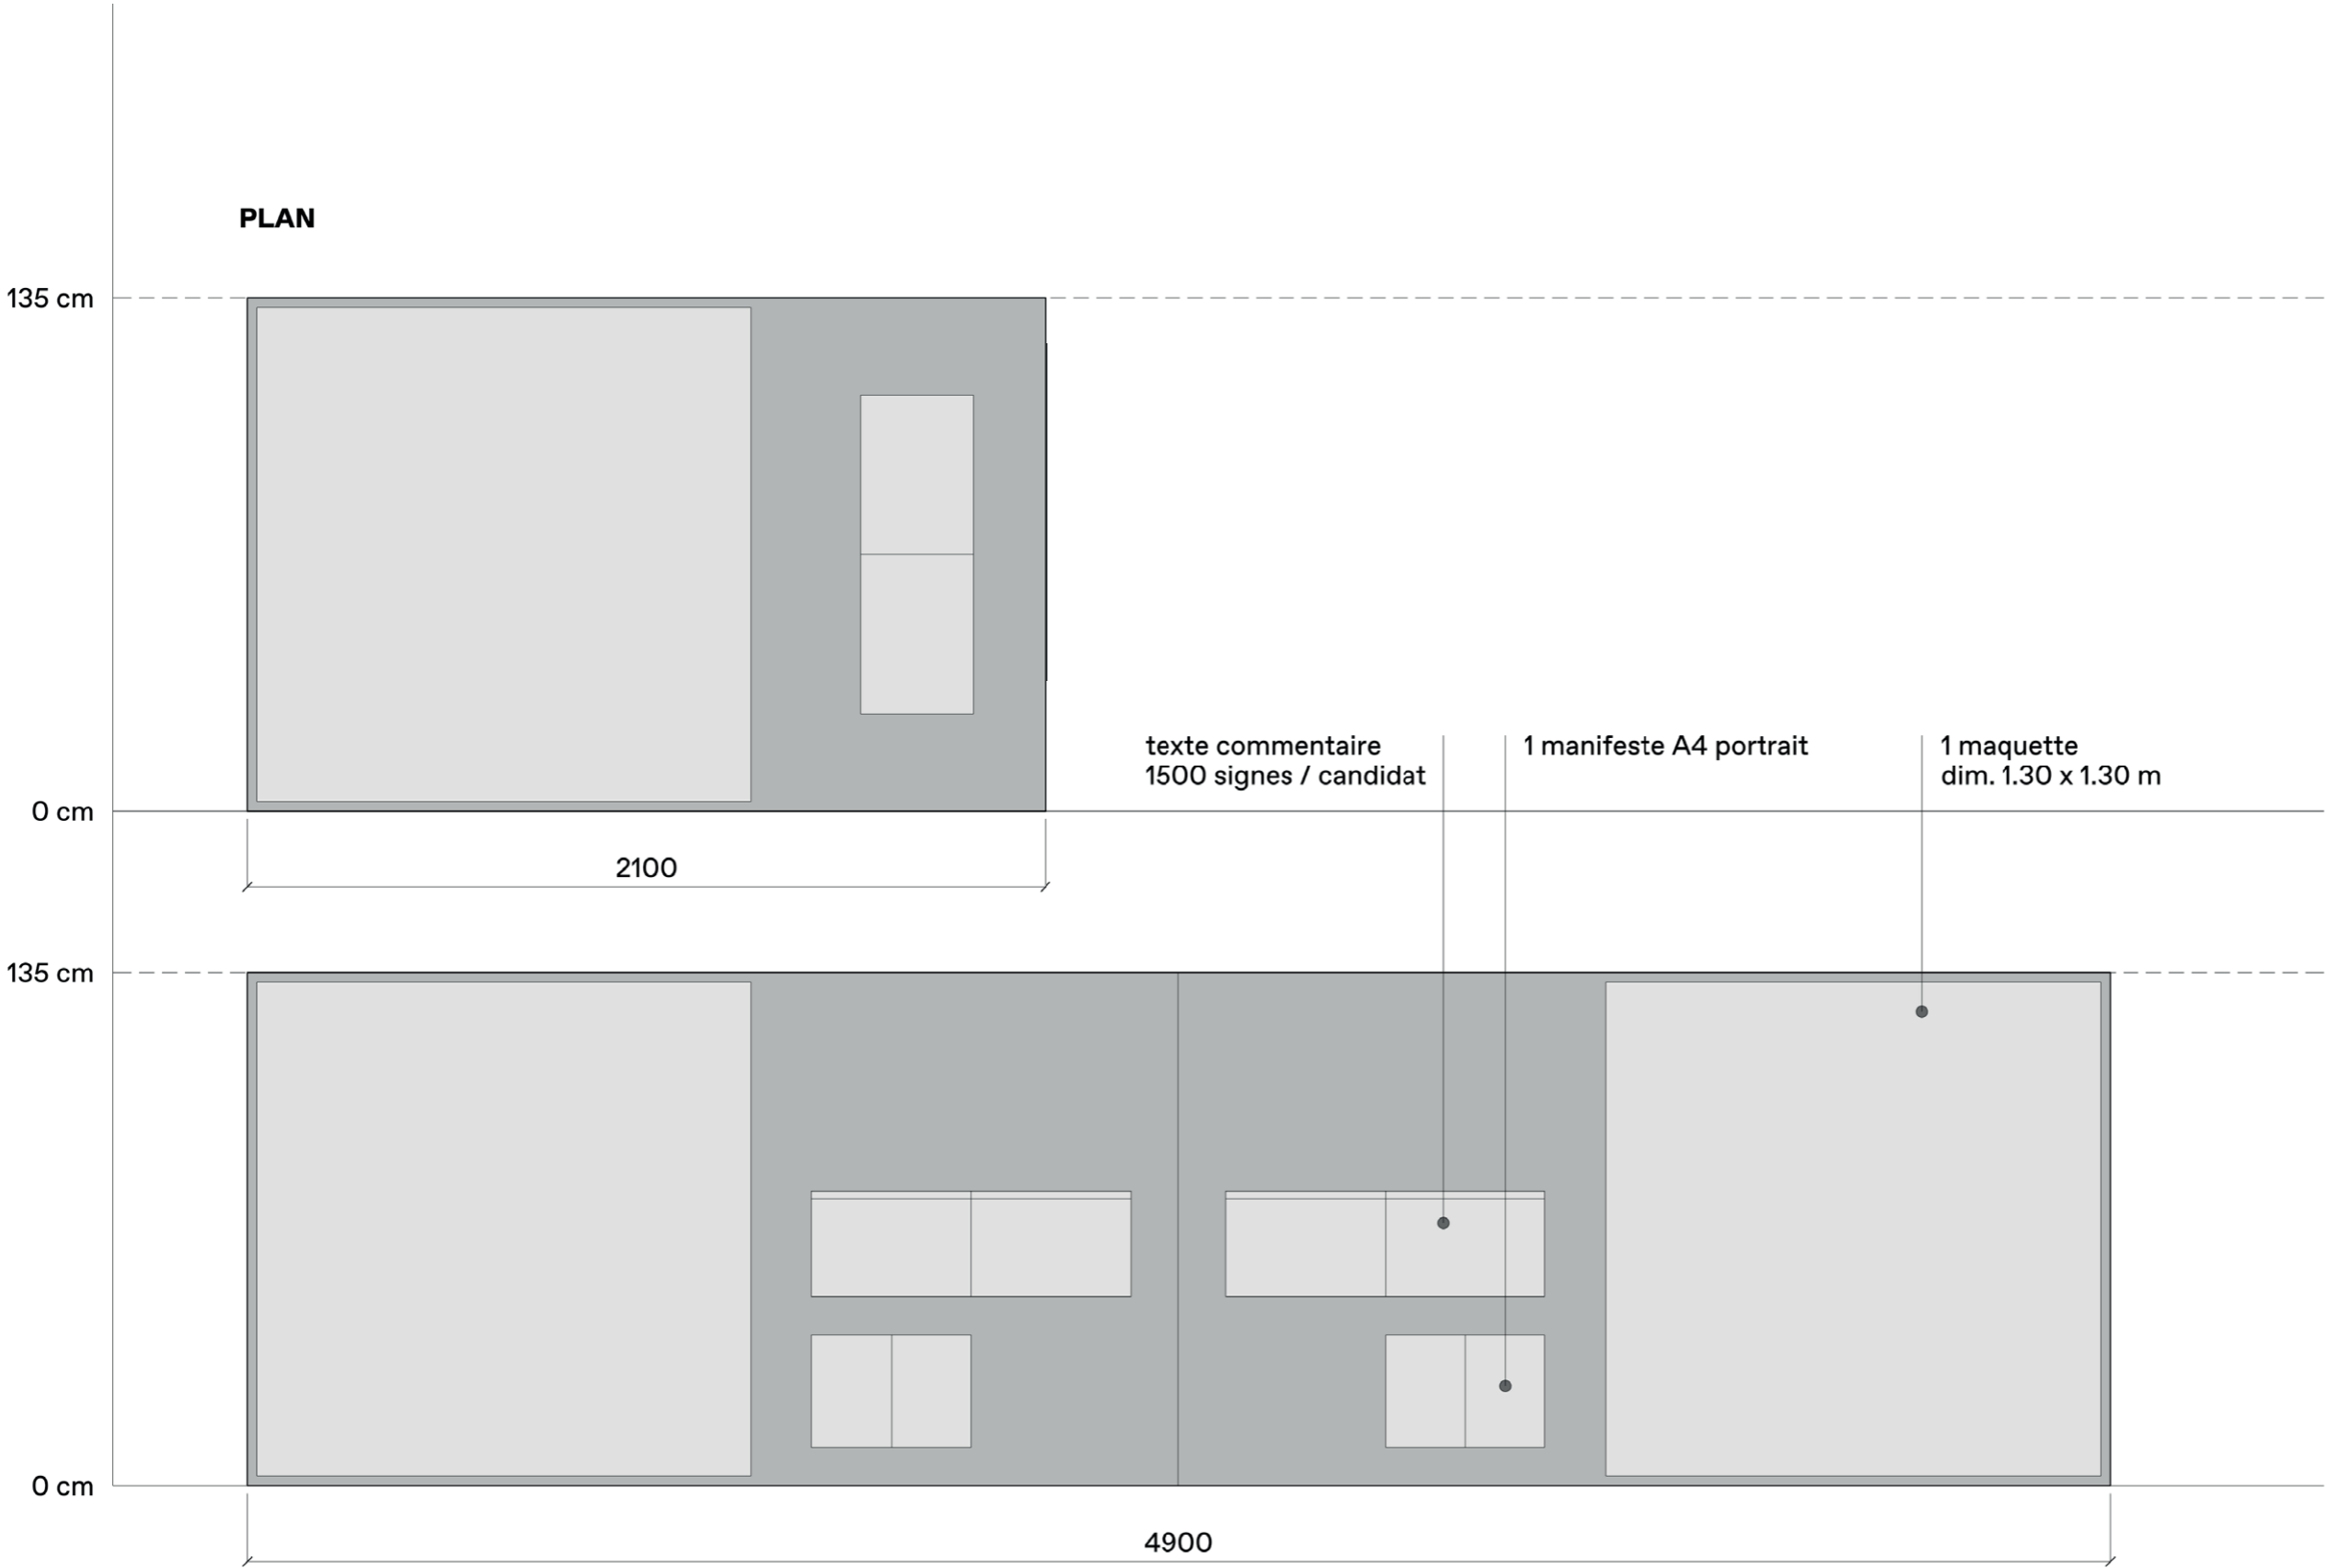 PLAN
135 cm
texte commentaire
1500 signes / candidat
1 manifeste A4 portrait
1 maquette
dim. 1.30 x 1.30 m
0 cm
2100
135 cm
0 cm
4900